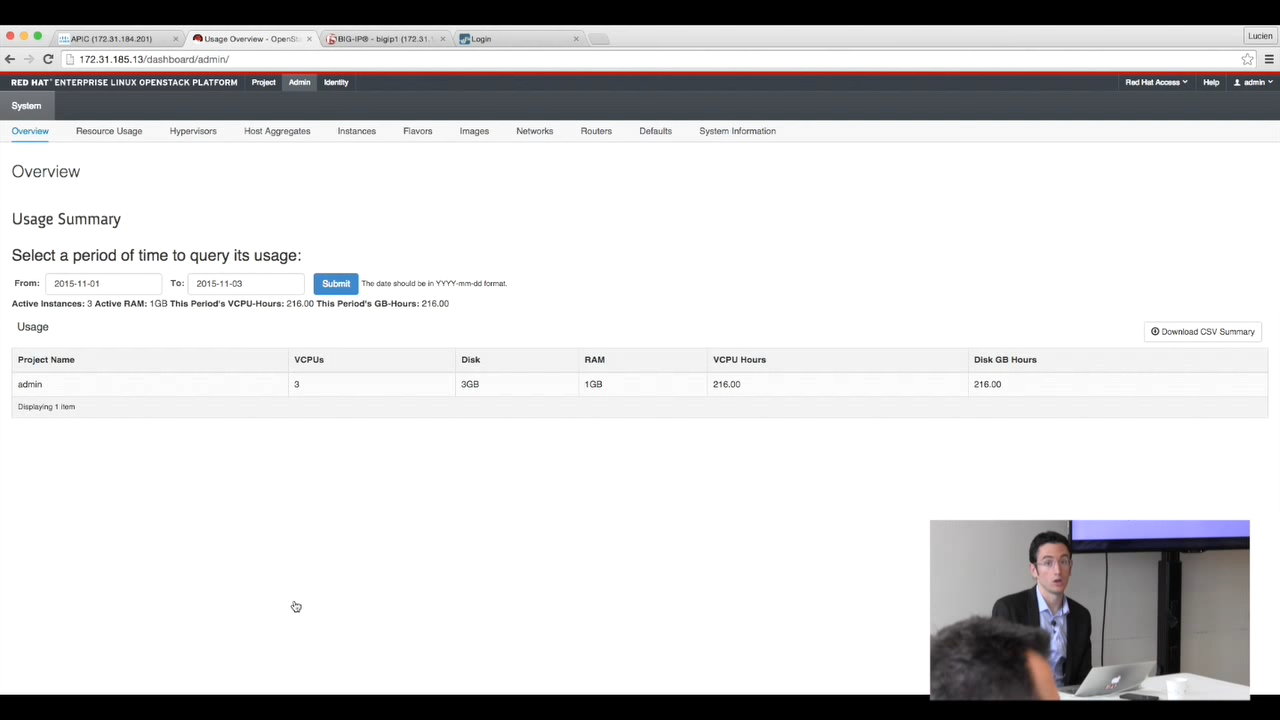 APIC (172.31.184.201)
Usage Overview - OpenSta
BIG-IP® - bigip1 (172.31.
Login
Lucien
172.31.185.13/dashboard/admin/
RED HAT ENTERPRISE LINUX OPENSTACK PLATFORM Project Admin Identity
Red Hat Access Help admin
System
Overview Resource Usage Hypervisors Host Aggregates Instances Flavors Images Networks Routers Defaults System Information
Overview
Usage Summary
Select a period of time to query its usage:
From: 2015-11-01 To: 2015-11-03 Submit The date should be in YYYY-mm-dd format.
Active Instances: 3 Active RAM: 1GB This Period's VCPU-Hours: 216.00 This Period's GB-Hours: 216.00
Usage
Download CSV Summary
Project Name VCPUs Disk RAM VCPU Hours Disk GB Hours
admin 3 3GB 1GB 216.00 216.00
Displaying 1 item